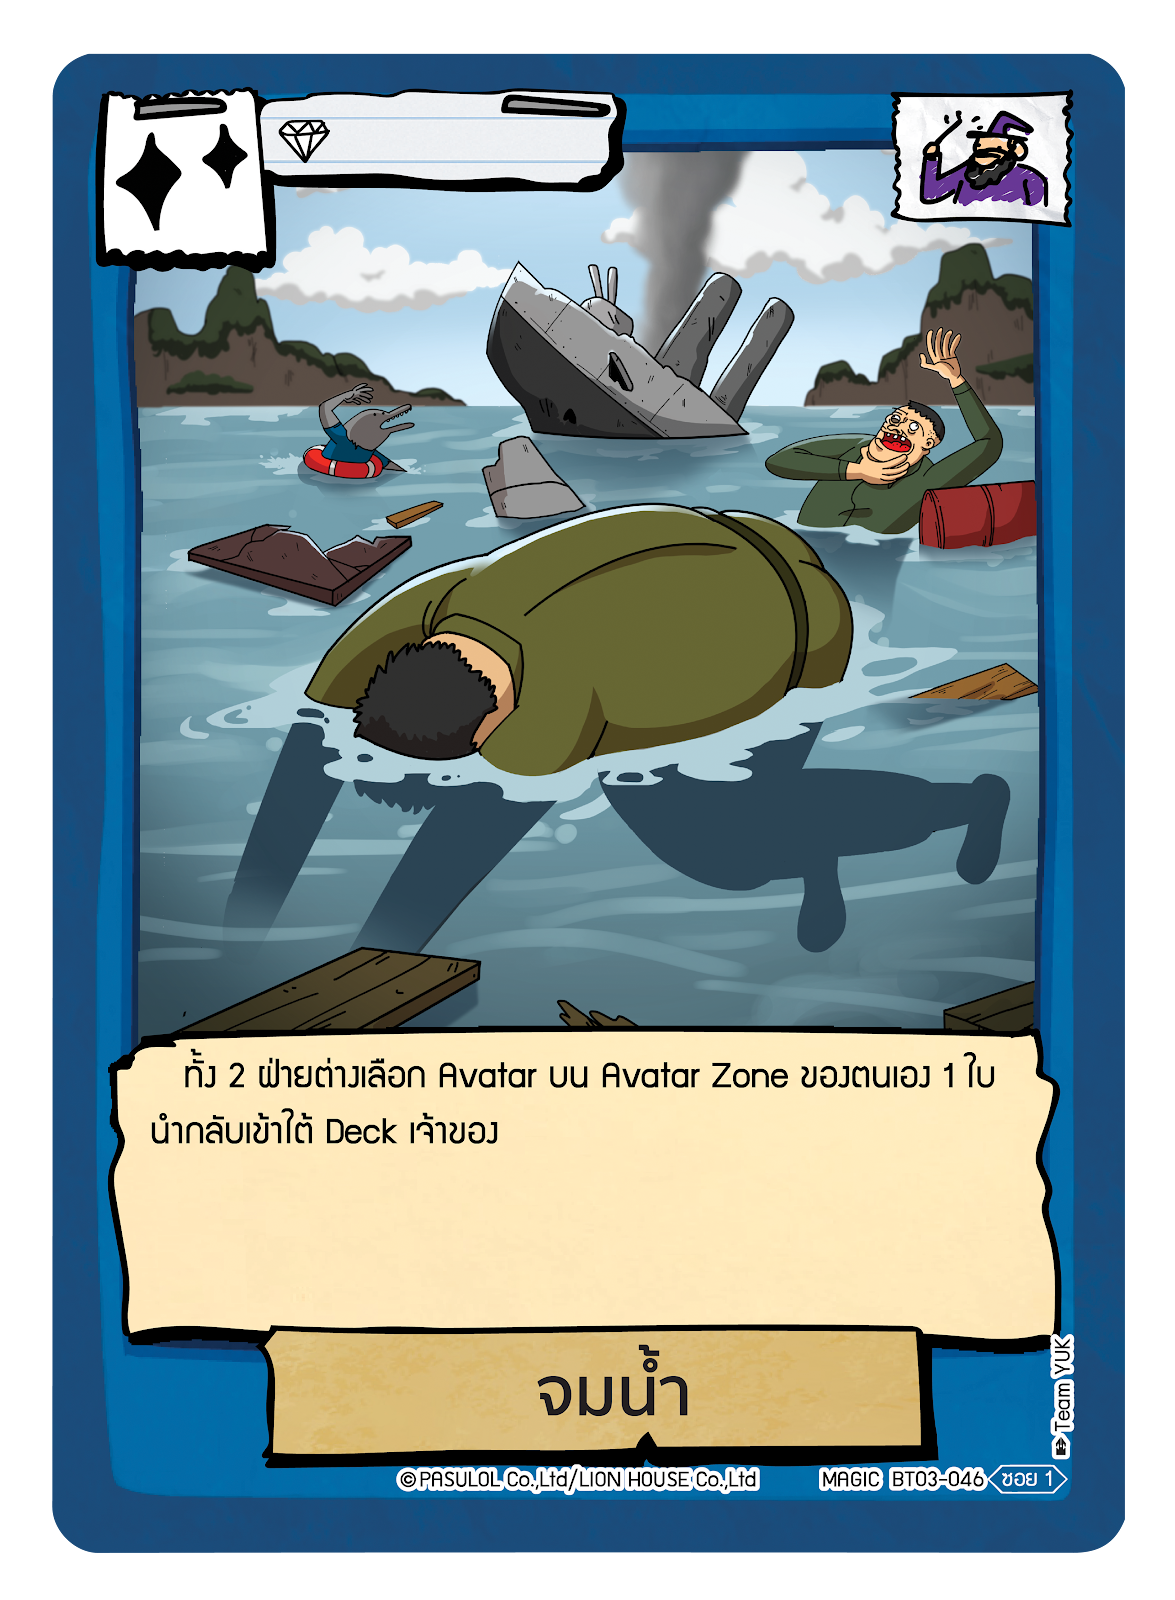 ทั้ง 2 ฝ่ายต่างเลือก Avatar บน Avatar Zone ของตนเอง 1 ใบ
นำกลับเข้าใต้ Deck เจ้าของ
จมน้ำ
Team YUK
©PASULOL Co.,Ltd/LION HOUSE Co.,Ltd
MAGIC BT03-046 ซอย 1